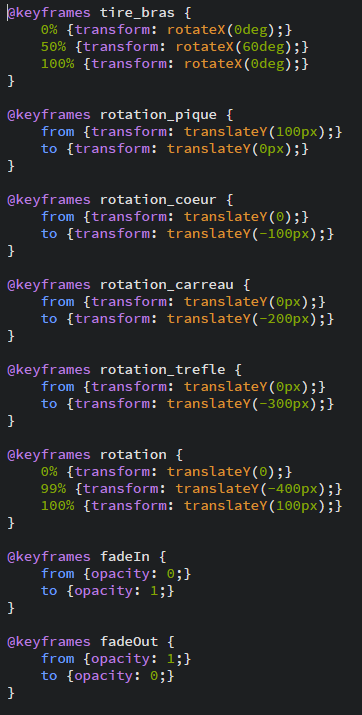 @keyframes tire_bras {
    0% {transform: rotateX(0deg);}
    50% {transform: rotateX(60deg);}
    100% {transform: rotateX(0deg);}
}

@keyframes rotation_pique {
    from {transform: translateY(100px);}
    to {transform: translateY(0px);}
}

@keyframes rotation_coeur {
    from {transform: translateY(0);}
    to {transform: translateY(-100px);}
}

@keyframes rotation_carreau {
    from {transform: translateY(0px);}
    to {transform: translateY(-200px);}
}

@keyframes rotation_trefle {
    from {transform: translateY(0px);}
    to {transform: translateY(-300px);}
}

@keyframes rotation {
    0% {transform: translateY(0);}
    99% {transform: translateY(-400px);}
    100% {transform: translateY(100px);}
}

@keyframes fadeIn {
    from {opacity: 0;}
    to {opacity: 1;}
}

@keyframes fadeOut {
    from {opacity: 1;}
    to {opacity: 0;}
}